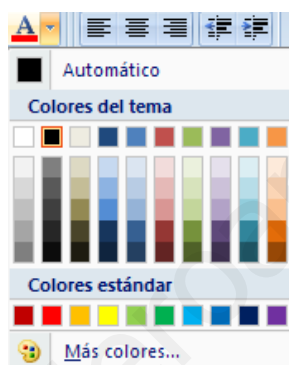 A
Automático
Colores del tema
Colores estándar
Más colores...